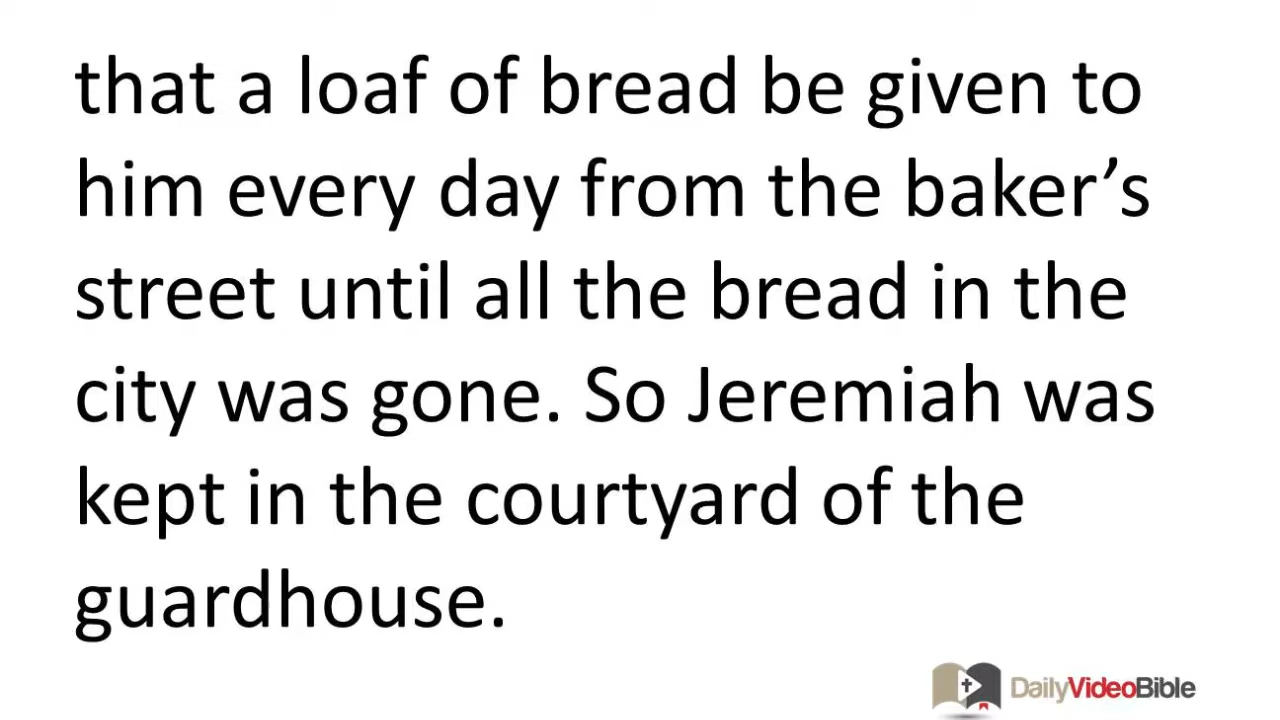 that a loaf of bread be given to
him every day from the baker’s
street until all the bread in the
city was gone. So Jeremiah was
kept in the courtyard of the
guardhouse.
DailyVideoBible